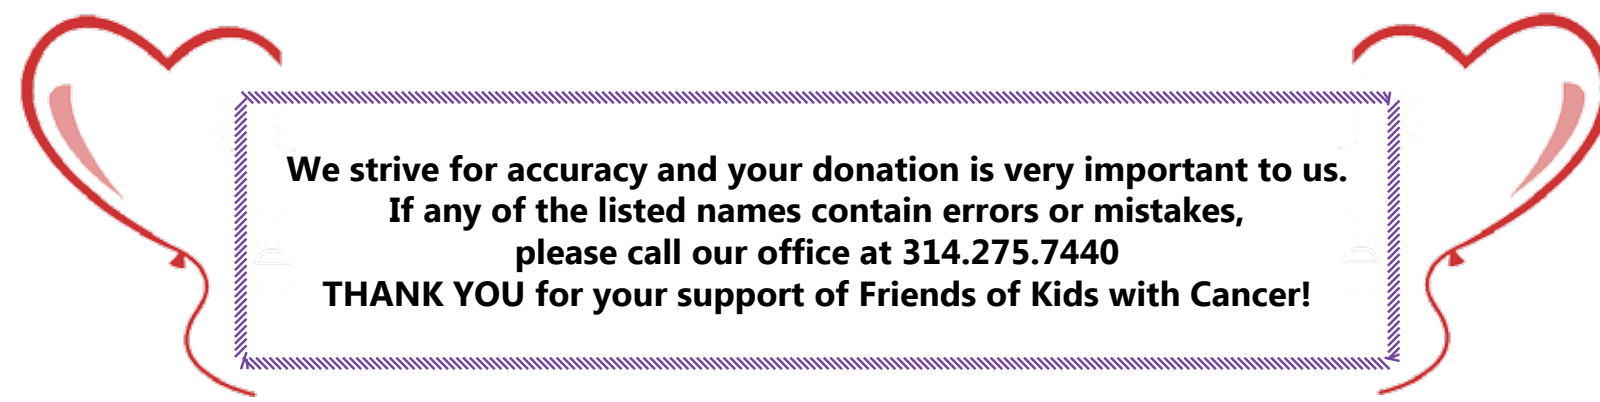 We strive for accuracy and your donation is very important to us.
If any of the listed names contain errors or mistakes,
please call our office at 314.275.7440
THANK YOU for your support of Friends of Kids with Cancer!